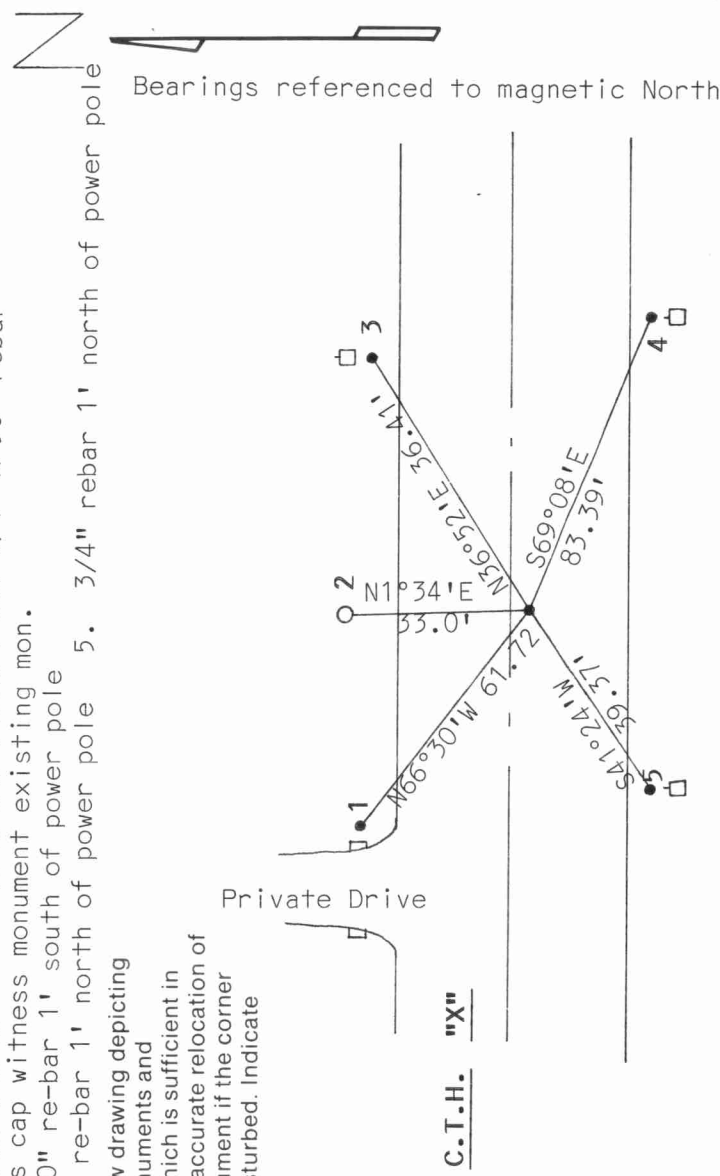 N
Bearings referenced to magnetic North
s cap witness monument existing mon.
0" re-bar 1' south of power pole
re-bar 1' north of power pole 5. 3/4" rebar 1' north of power pole
w drawing depicting
uments and
hich is sufficient in
accurate relocation of
ument if the corner
sturbed. Indicate
1
2
3
4
5
N66°30'W 61.72
N1°34'E
33.0'
N36°52'E 36.41'
S69°08'E
83.39'
S41°24'W
39.37'
Private Drive
C.T.H. "X"